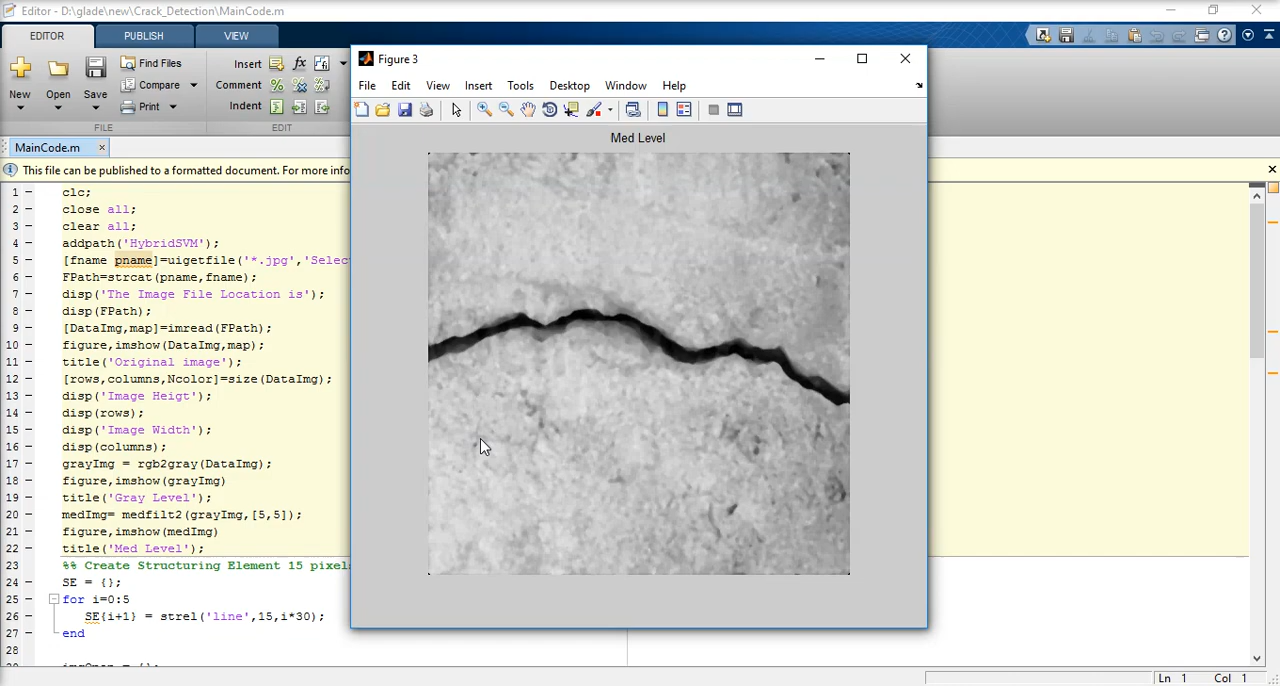 Editor - D:\glade\new\Crack_Detection\MainCode.m
EDITOR PUBLISH VIEW
New Open Save
Find Files
Compare
Print
FILE
Insert
Comment
Indent
EDIT
MainCode.m
This file can be published to a formatted document. For more info
1 clc;
2 close all;
3 clear all;
4 addpath('HybridSVM');
5 [fname pname]=uigetfile('*.jpg','Selec
6 FPath=strcat(pname,fname);
7 disp('The Image File Location is');
8 disp(FPath);
9 [DataImg,map]=imread(FPath);
10 figure,imshow(DataImg,map);
11 title('Original image');
12 [rows,columns,Ncolor]=size(DataImg);
13 disp('Image Heigt');
14 disp(rows);
15 disp('Image Width');
16 disp(columns);
17 grayImg = rgb2gray(DataImg);
18 figure,imshow(grayImg)
19 title('Gray Level');
20 medImg= medfilt2(grayImg,[5,5]);
21 figure,imshow(medImg)
22 title('Med Level');
23 %% Create Structuring Element 15 pixels
24 SE = {};
25 for i=0:5
26 SE{i+1} = strel('line',15,i*30);
27 end
28
Figure 3
File Edit View Insert Tools Desktop Window Help
Med Level
Ln 1 Col 1